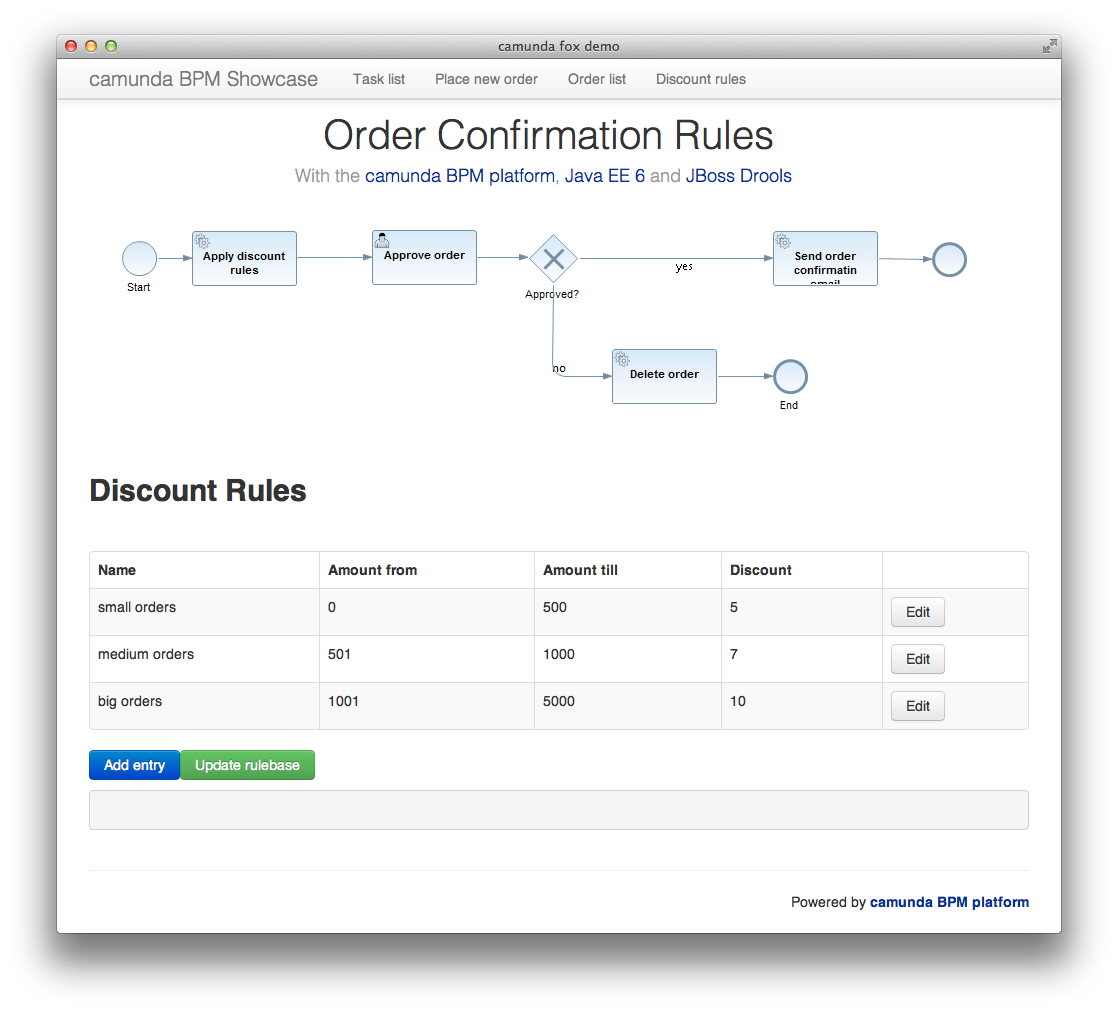 camunda fox demo
camunda BPM Showcase Task list Place new order Order list Discount rules
Order Confirmation Rules
With the camunda BPM platform, Java EE 6 and JBoss Drools
Apply discount
rules
Approve order
Send order
confirmatin
email
yes
Start
Approved?
no
Delete order
End
Discount Rules
Name Amount from Amount till Discount
small orders 0 500 5 Edit
medium orders 501 1000 7 Edit
big orders 1001 5000 10 Edit
Add entry Update rulebase
Powered by camunda BPM platform